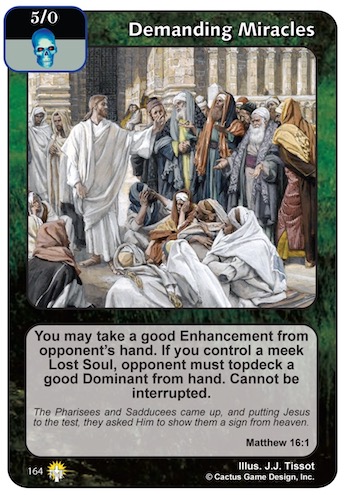 5/0
Demanding Miracles
You may take a good Enhancement from
opponent's hand. If you control a meek
Lost Soul, opponent must topdeck a
good Dominant from hand. Cannot be
interrupted.
The Pharisees and Sadducees came up, and putting Jesus
to the test, they asked Him to show them a sign from heaven.
Matthew 16:1
164
Illus. J.J. Tissot
© Cactus Game Design, Inc.